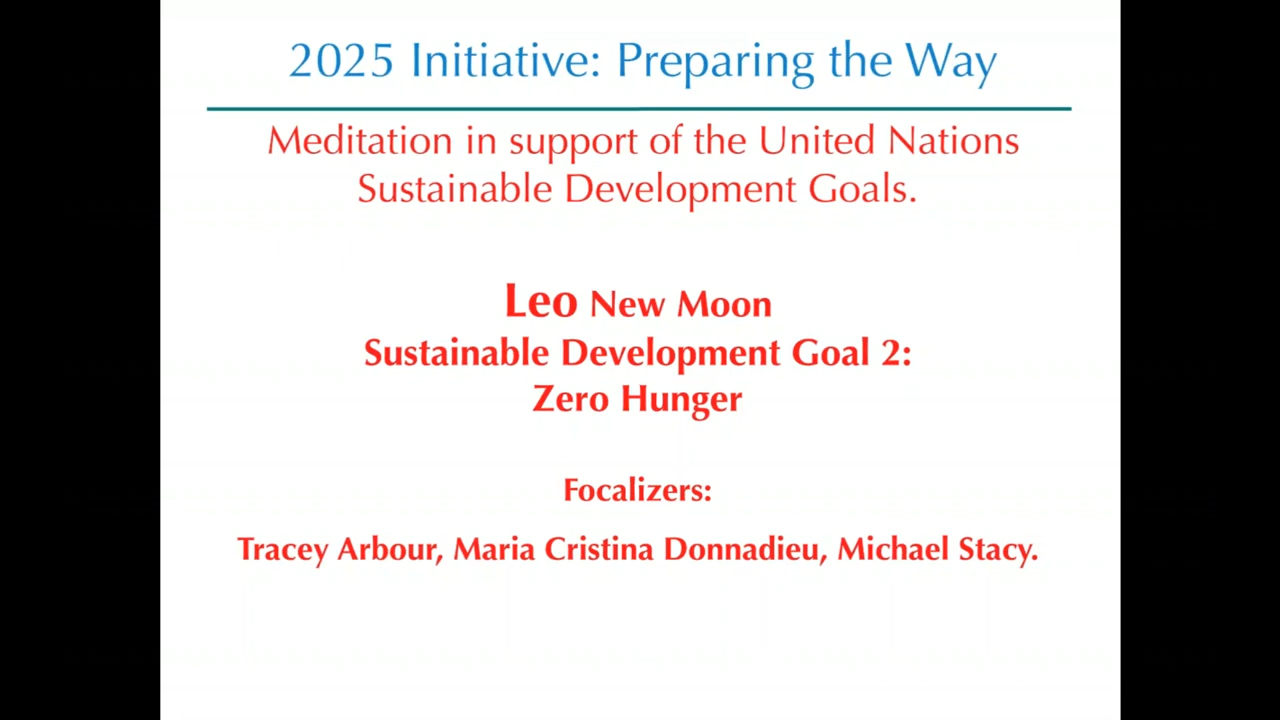 2025 Initiative: Preparing the Way
Meditation in support of the United Nations
Sustainable Development Goals.
Leo New Moon
Sustainable Development Goal 2:
Zero Hunger
Focalizers:
Tracey Arbour, Maria Cristina Donnadieu, Michael Stacy.